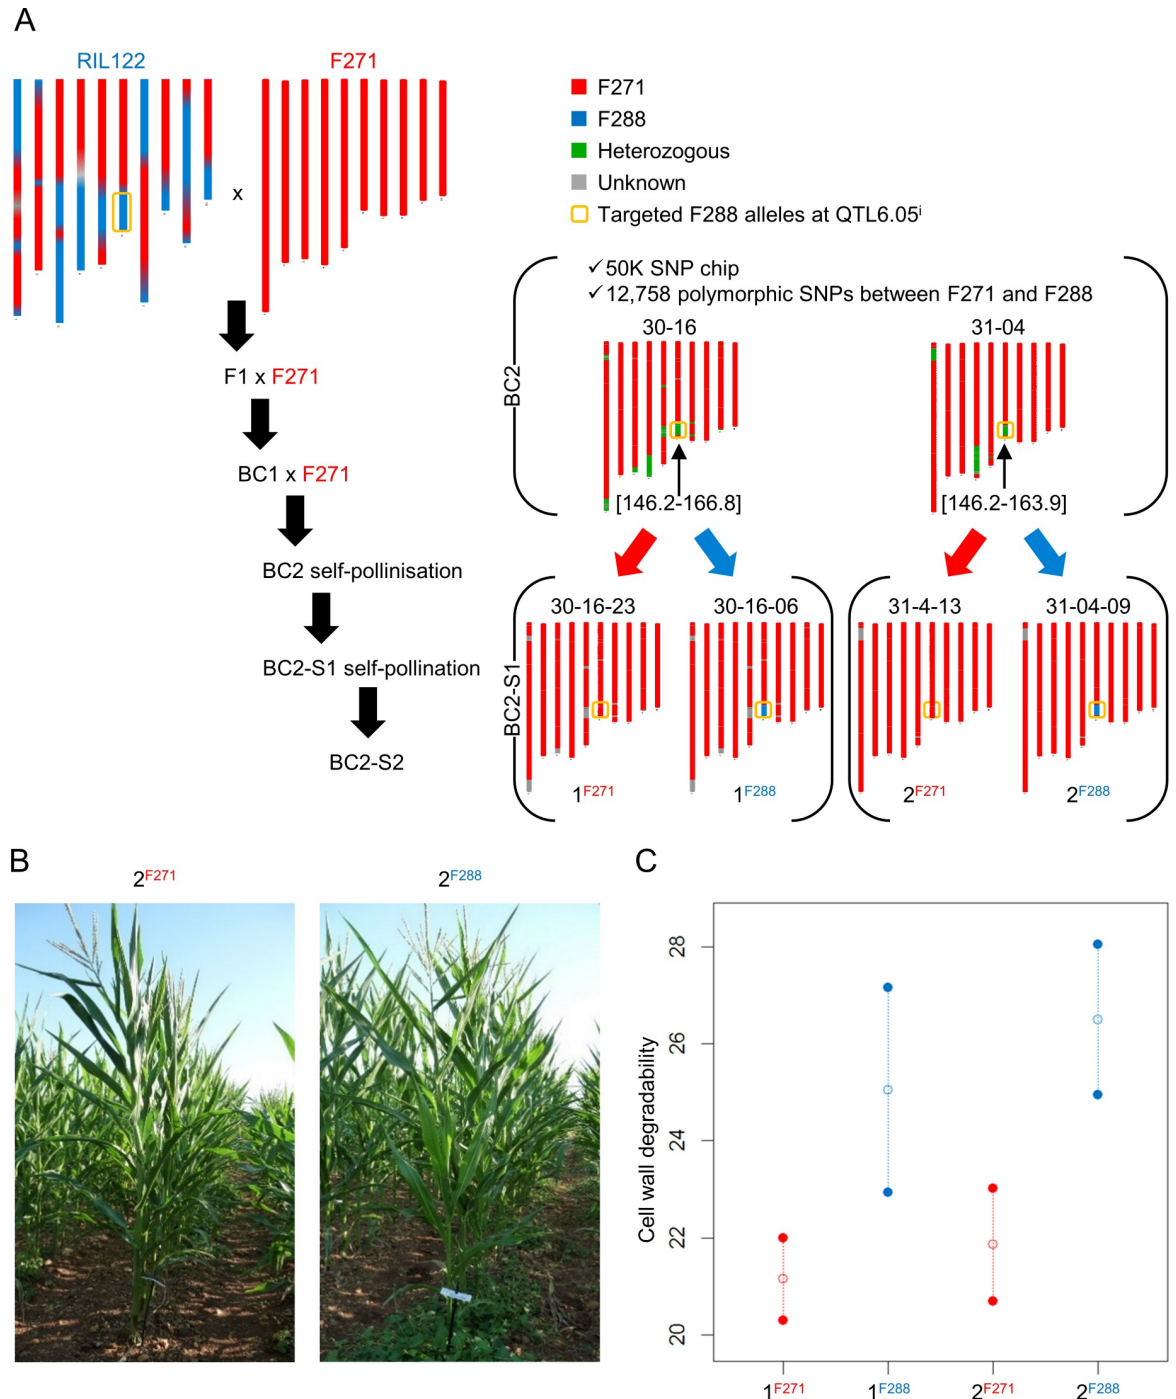 A
RIL122
F271
x
F271
F288
Heterozogous
Unknown
Targeted F288 alleles at QTL6.05ⁱ
F1 x F271
BC1 x F271
BC2 self-pollinisation
BC2-S1 self-pollination
BC2-S2
✓50K SNP chip
✓12,758 polymorphic SNPs between F271 and F288
BC2
30-16
31-04
[146.2-166.8]
[146.2-163.9]
BC2-S1
30-16-23
30-16-06
31-4-13
31-04-09
1F271
1F288
2F271
2F288
B
2F271
2F288
C
Cell wall degradability
28
26
24
22
20
1F271
1F288
2F271
2F288